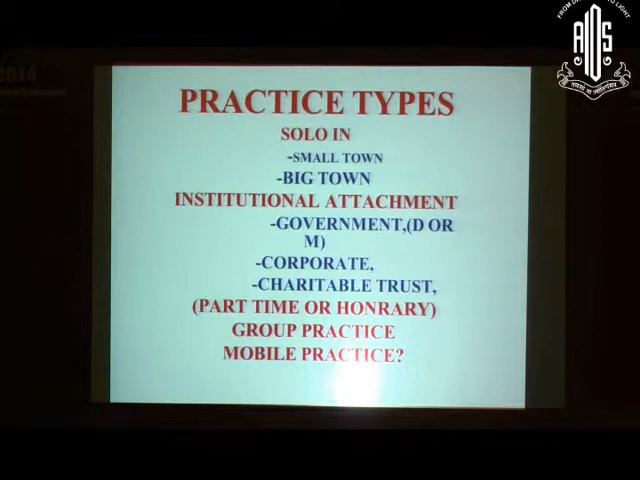 PRACTICE TYPES
SOLO IN
-SMALL TOWN
-BIG TOWN
INSTITUTIONAL ATTACHMENT
-GOVERNMENT,(D OR
M)
-CORPORATE,
-CHARITABLE TRUST,
(PART TIME OR HONRARY)
GROUP PRACTICE
MOBILE PRACTICE?
AIOS